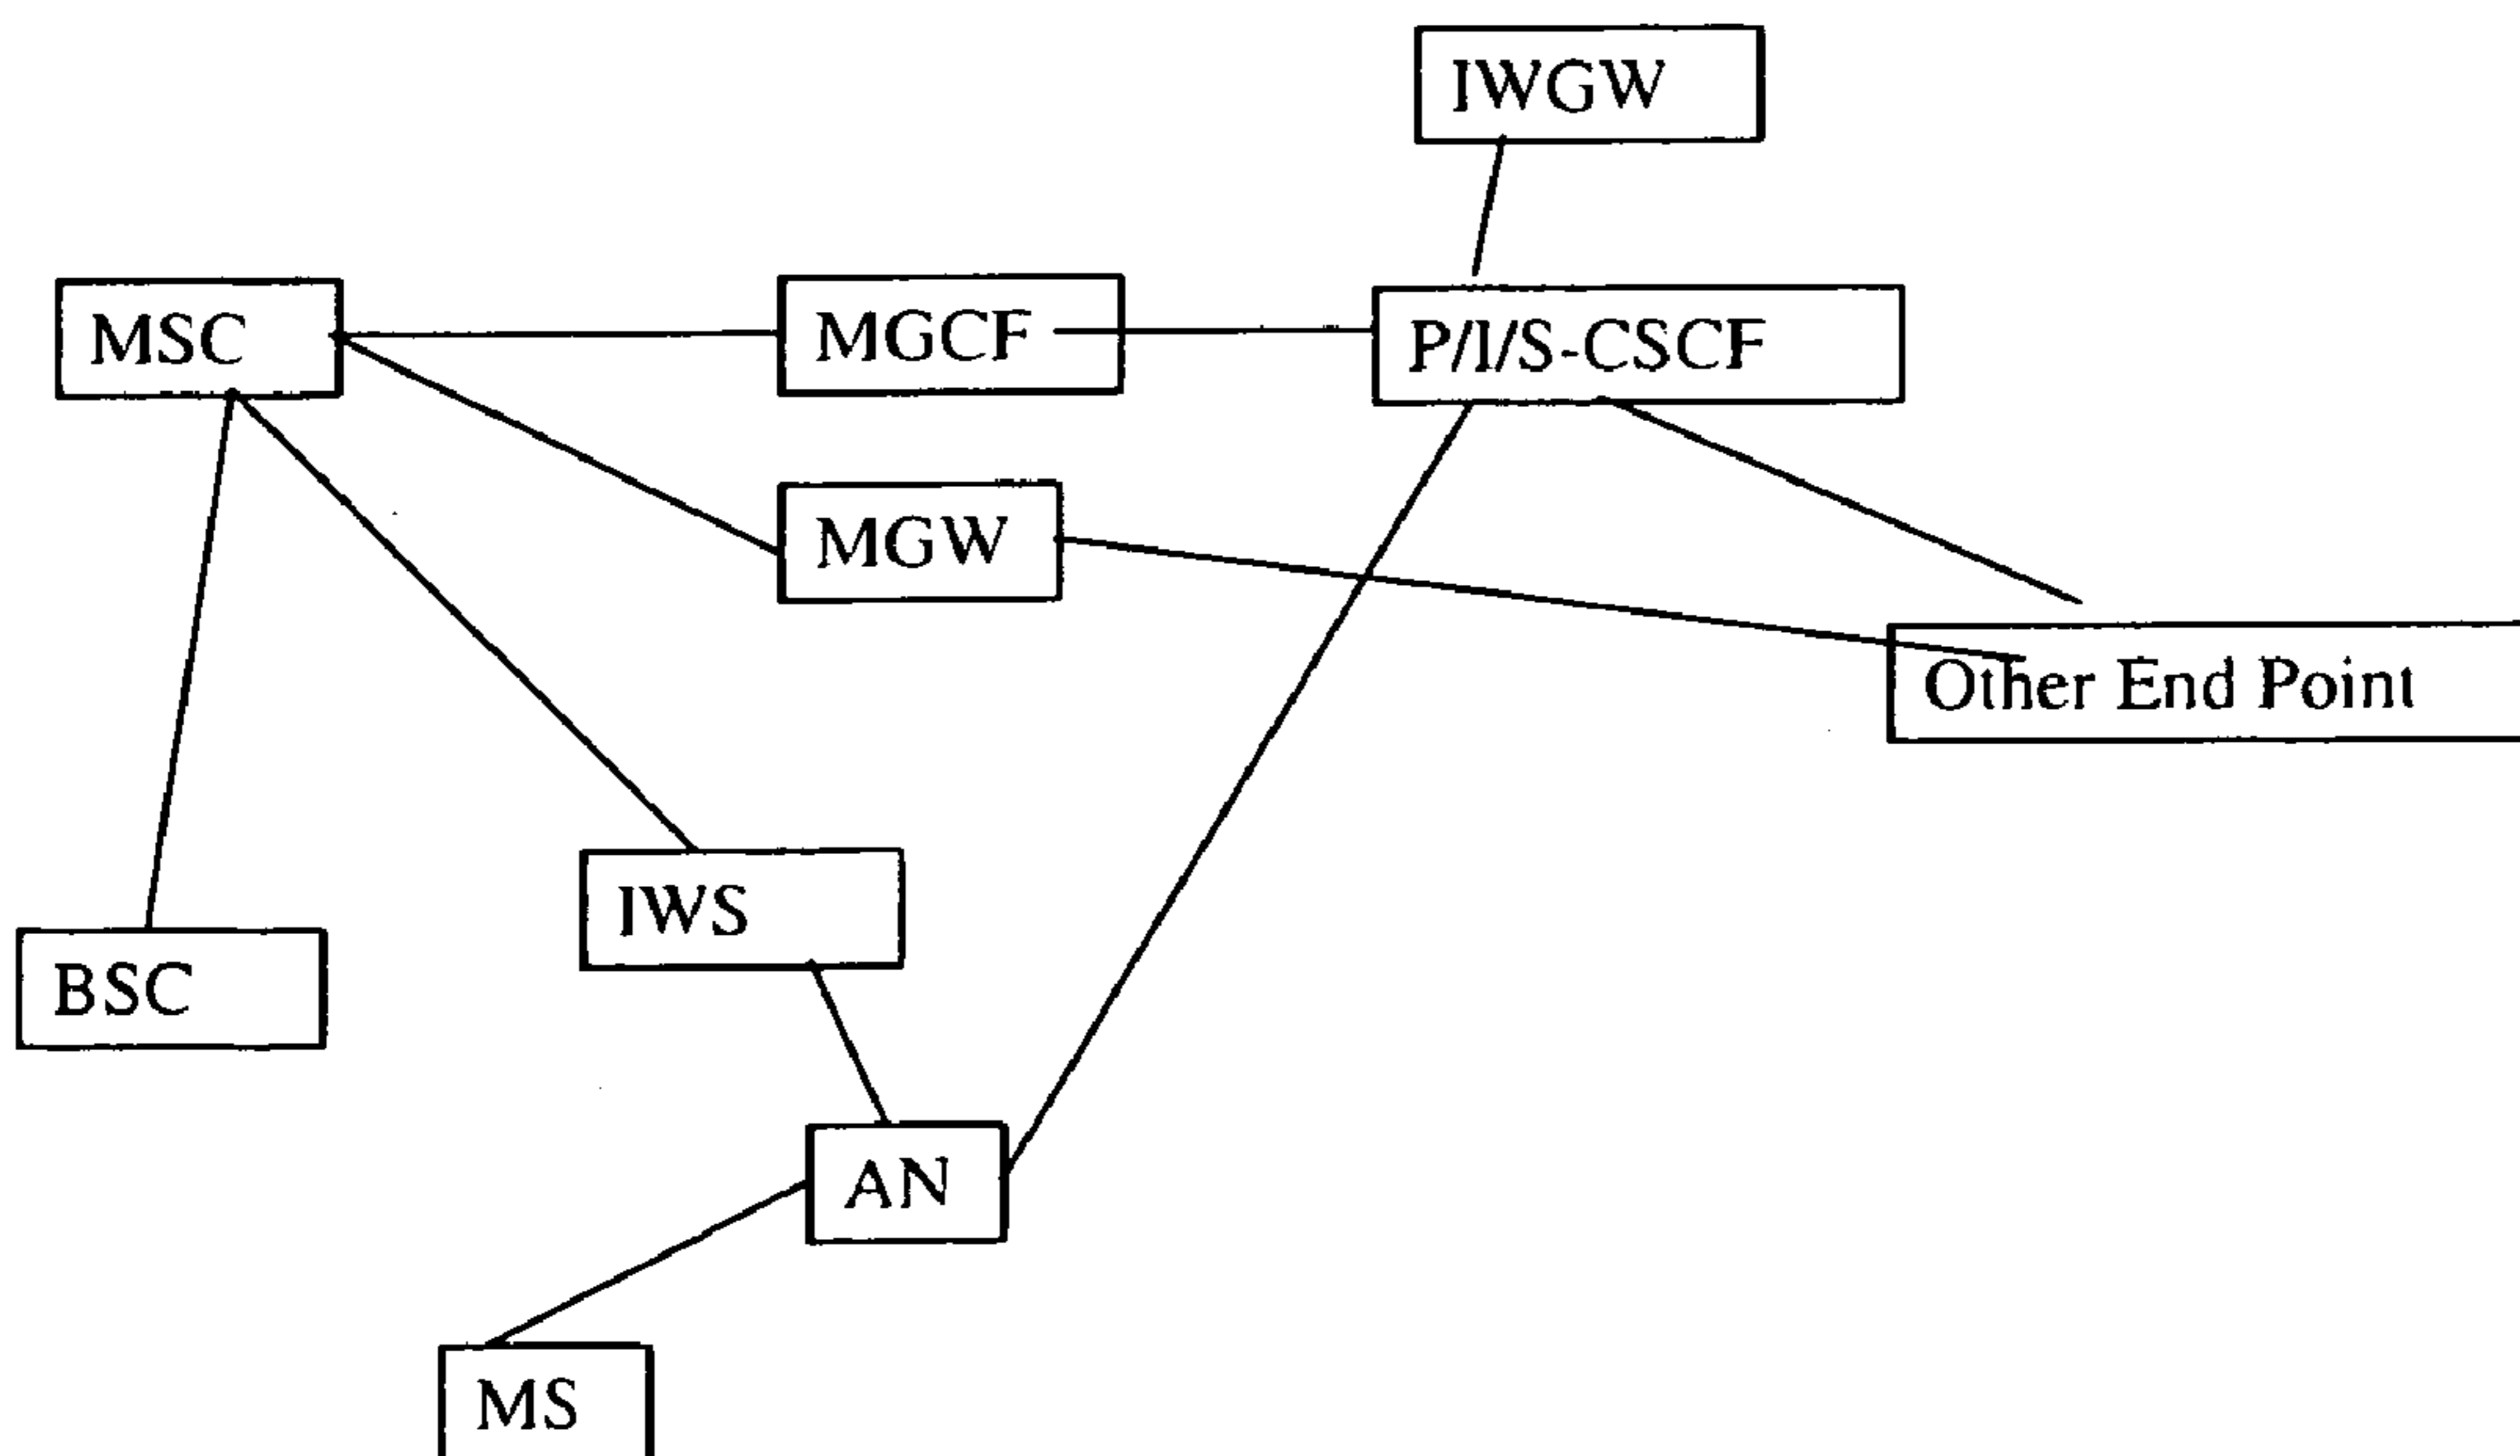 IWGW
MSC
MGCF
P/I/S-CSCF
MGW
Other End Point
IWS
BSC
AN
MS